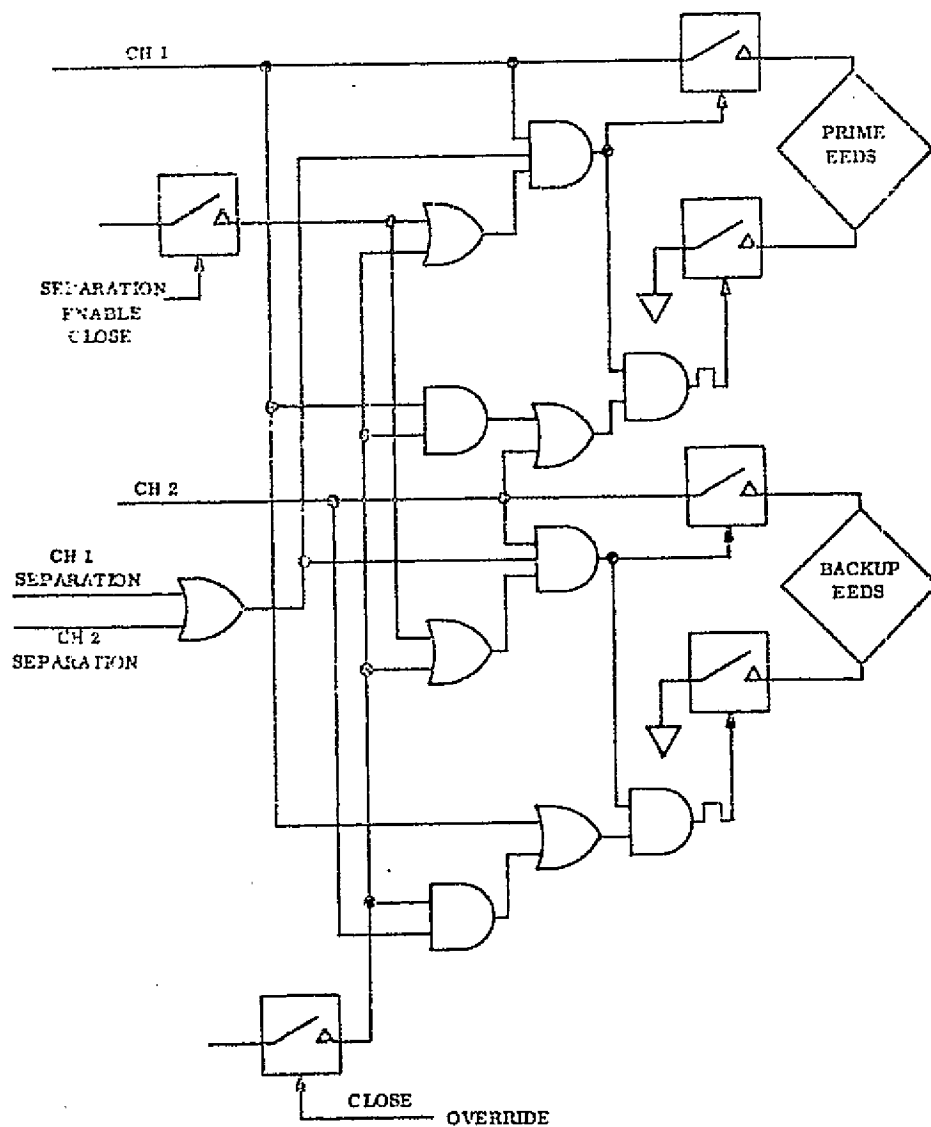 CH 1
PRIME
EEDS
SEPARATION
ENABLE
CLOSE
CH 2
CH 1
SEPARATION
CH 2
SEPARATION
BACKUP
EEDS
CLOSE
OVERRIDE